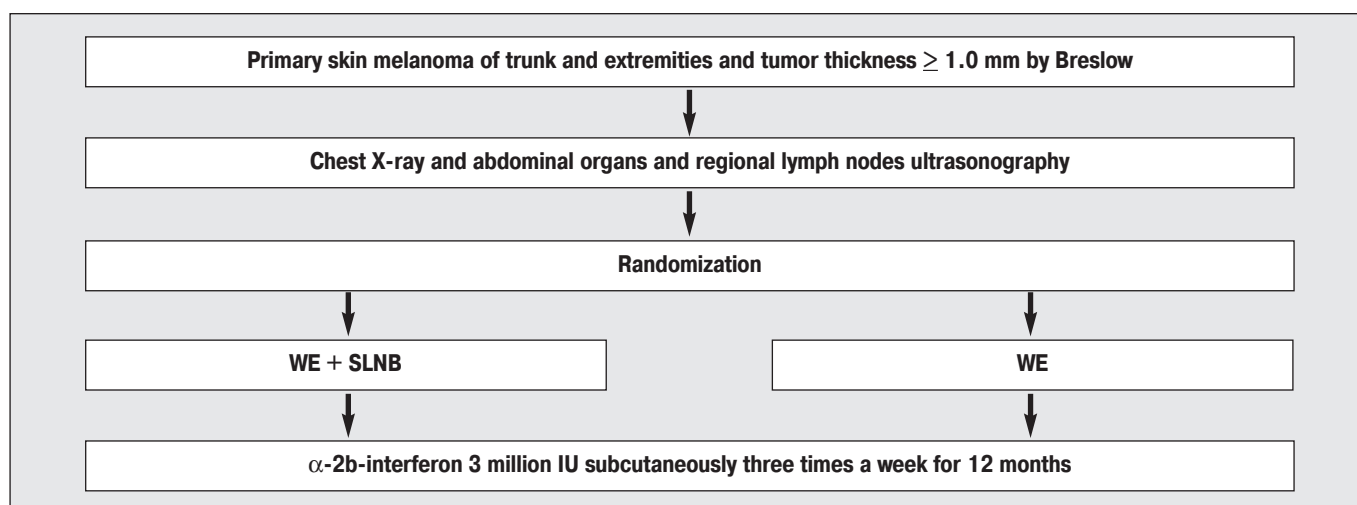 Primary skin melanoma of trunk and extremities and tumor thickness ≥ 1.0 mm by Breslow
Chest X-ray and abdominal organs and regional lymph nodes ultrasonography
Randomization
WE + SLNB
WE
α-2b-interferon 3 million IU subcutaneously three times a week for 12 months